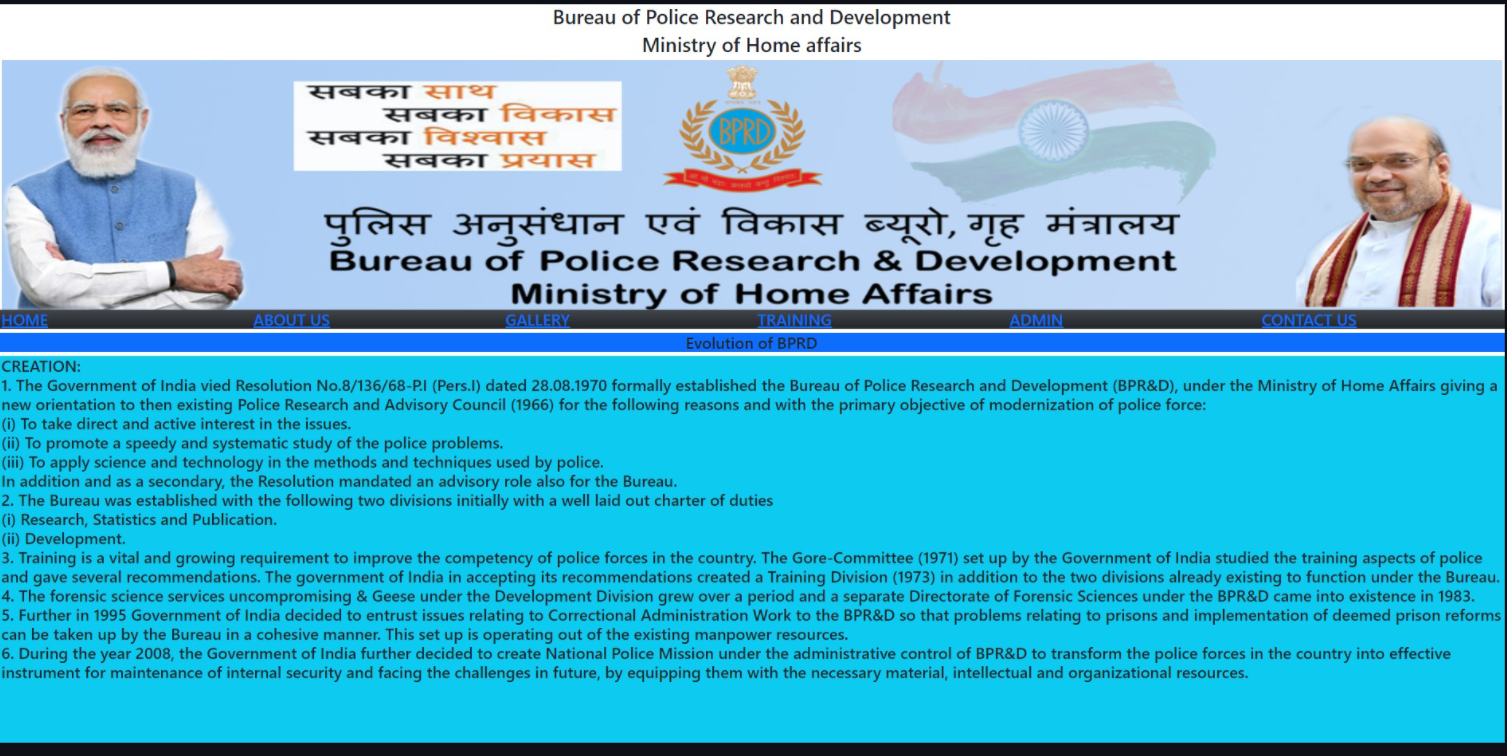 Bureau of Police Research and Development
Ministry of Home affairs
सबका साथ
सबका विकास
सबका विश्वास
सबका प्रयास
BPRD
पुलिस अनुसंधान एवं विकास ब्यूरो, गृह मंत्रालय
Bureau of Police Research & Development
Ministry of Home Affairs
HOME ABOUT US GALLERY TRAINING ADMIN CONTACT US
Evolution of BPRD
CREATION:
1. The Government of India vied Resolution No.8/136/68-P.I (Pers.I) dated 28.08.1970 formally established the Bureau of Police Research and Development (BPR&D), under the Ministry of Home Affairs giving a
new orientation to then existing Police Research and Advisory Council (1966) for the following reasons and with the primary objective of modernization of police force:
(i) To take direct and active interest in the issues.
(ii) To promote a speedy and systematic study of the police problems.
(iii) To apply science and technology in the methods and techniques used by police.
In addition and as a secondary, the Resolution mandated an advisory role also for the Bureau.
2. The Bureau was established with the following two divisions initially with a well laid out charter of duties
(i) Research, Statistics and Publication.
(ii) Development.
3. Training is a vital and growing requirement to improve the competency of police forces in the country. The Gore-Committee (1971) set up by the Government of India studied the training aspects of police
and gave several recommendations. The government of India in accepting its recommendations created a Training Division (1973) in addition to the two divisions already existing to function under the Bureau.
4. The forensic science services uncompromising & Geese under the Development Division grew over a period and a separate Directorate of Forensic Sciences under the BPR&D came into existence in 1983.
5. Further in 1995 Government of India decided to entrust issues relating to Correctional Administration Work to the BPR&D so that problems relating to prisons and implementation of deemed prison reforms
can be taken up by the Bureau in a cohesive manner. This set up is operating out of the existing manpower resources.
6. During the year 2008, the Government of India further decided to create National Police Mission under the administrative control of BPR&D to transform the police forces in the country into effective
instrument for maintenance of internal security and facing the challenges in future, by equipping them with the necessary material, intellectual and organizational resources.